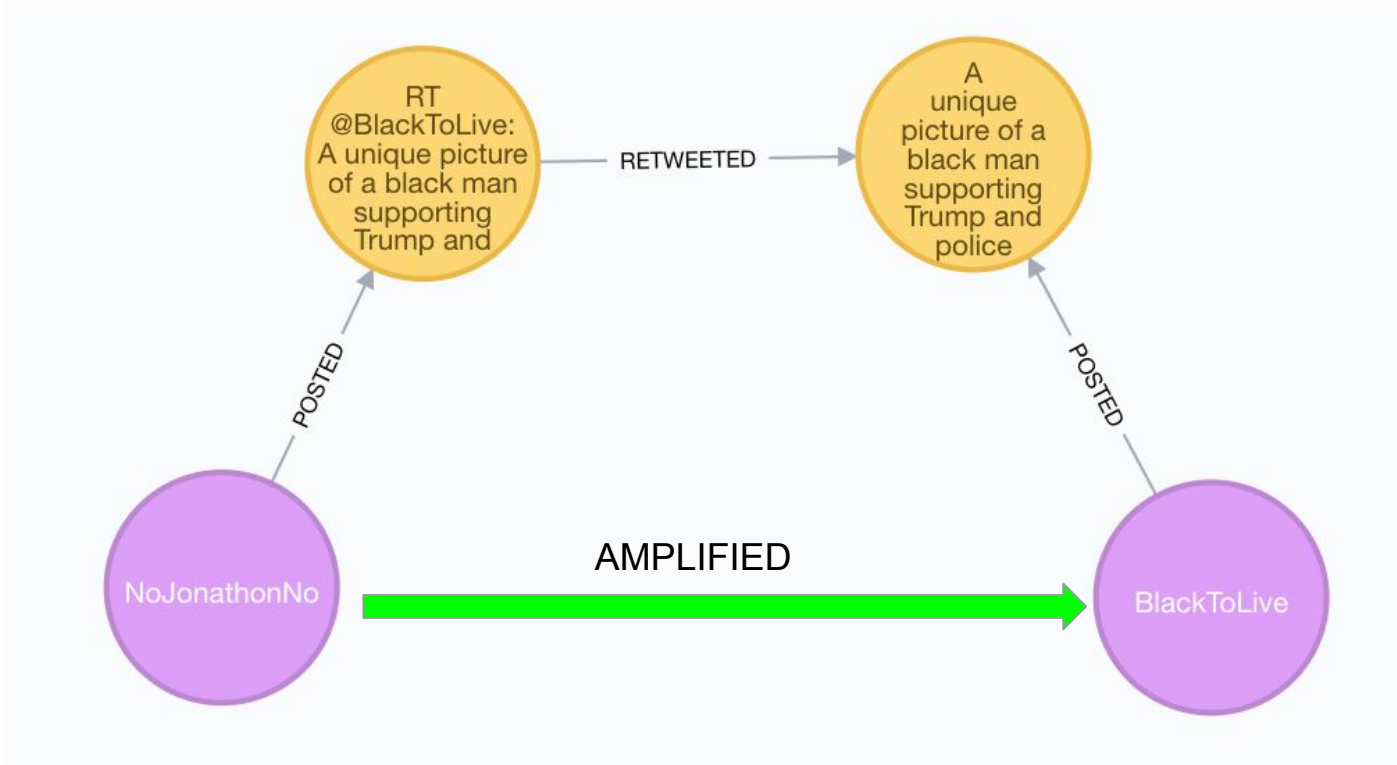 RT
@BlackToLive:
A unique picture
of a black man
supporting
Trump and
RETWEETED
A
unique
picture of a
black man
supporting
Trump and
police
POSTED
POSTED
AMPLIFIED
NoJonathonNo
BlackToLive